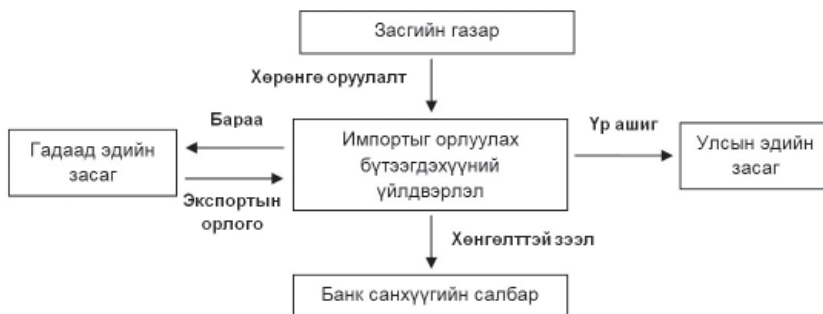 Засгийн газар
Хөрөнгө оруулалт
Бараа
Гадаад эдийн
засаг
Экспортын
орлого
Импортыг орлуулах
бүтээгдэхүүний
үйлдвэрлэл
Үр ашиг
Улсын эдийн
засаг
Хөнгөлттэй зээл
Банк санхүүгийн салбар